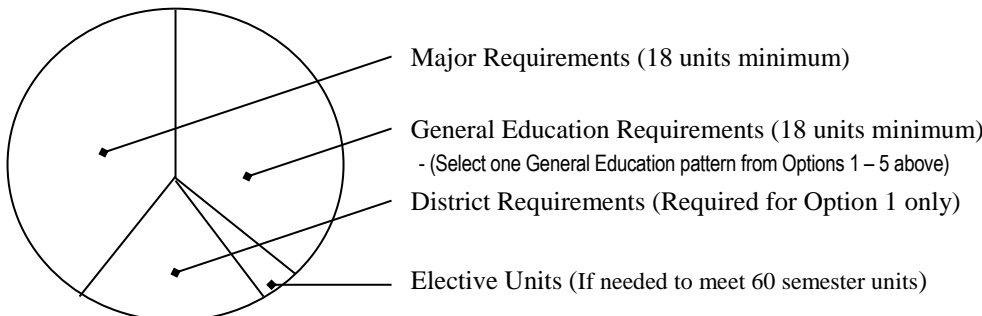 Major Requirements (18 units minimum)
General Education Requirements (18 units minimum)
- (Select one General Education pattern from Options 1 – 5 above)
District Requirements (Required for Option 1 only)
Elective Units (If needed to meet 60 semester units)